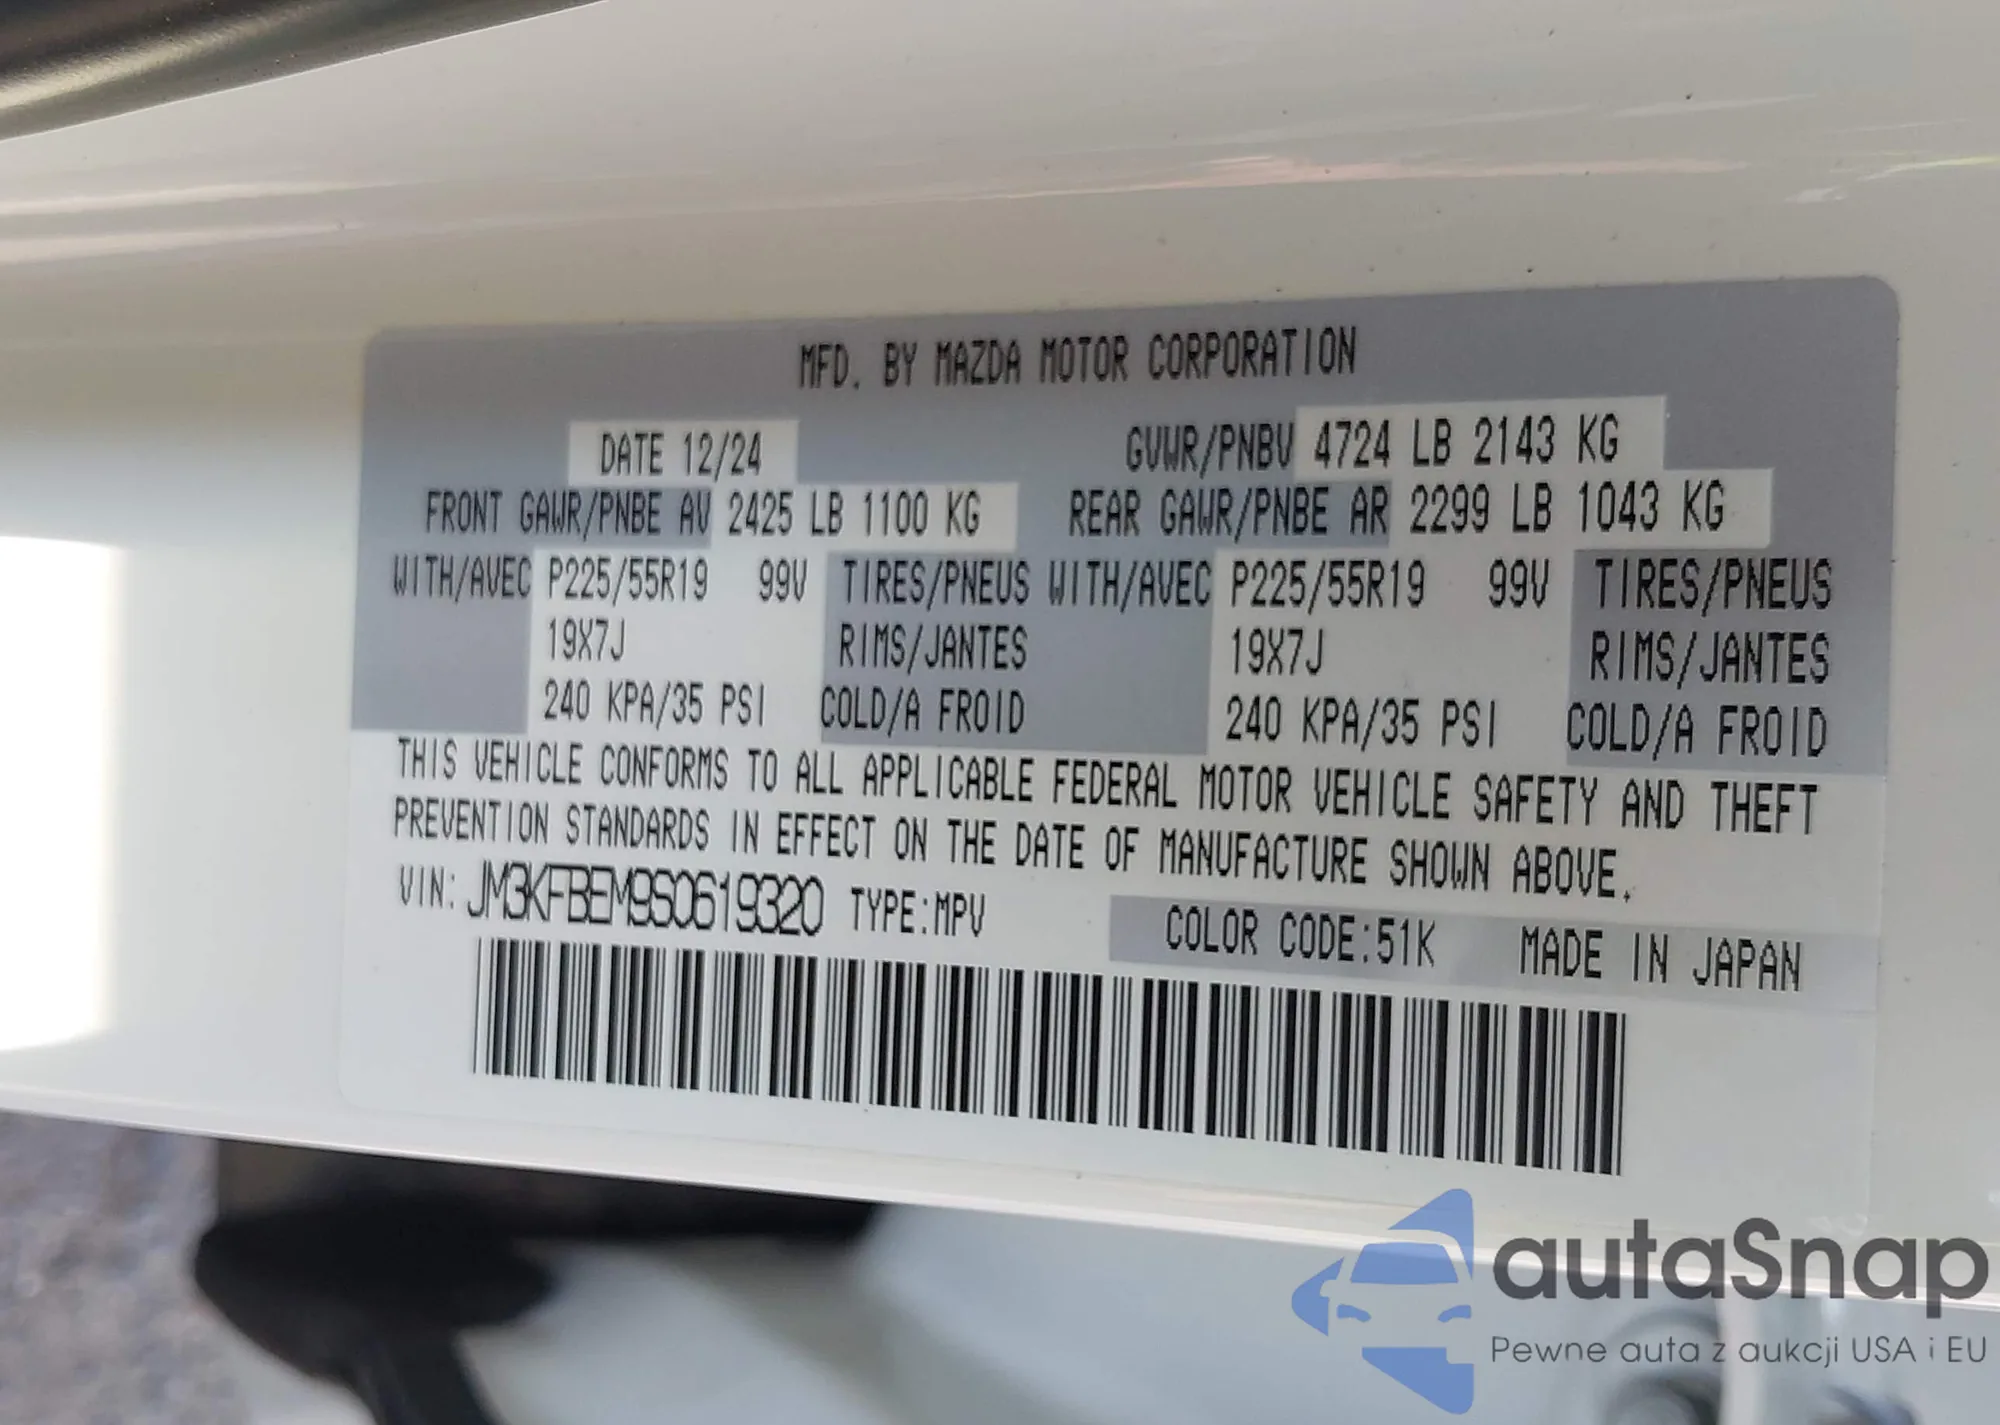 MFD. BY MAZDA MOTOR CORPORATION
DATE 12/24 GVWR/PNBV 4724 LB 2143 KG
FRONT GAWR/PNBE AV 2425 LB 1100 KG REAR GAWR/PNBE AR 2299 LB 1043 KG
WITH/AVEC P225/55R19 99V TIRES/PNEUS WITH/AVEC P225/55R19 99V TIRES/PNEUS
19X7J RIMS/JANTES 19X7J RIMS/JANTES
240 KPA/35 PSI COLD/A FROID 240 KPA/35 PSI COLD/A FROID
THIS VEHICLE CONFORMS TO ALL APPLICABLE FEDERAL MOTOR VEHICLE SAFETY AND THEFT
PREVENTION STANDARDS IN EFFECT ON THE DATE OF MANUFACTURE SHOWN ABOVE.
VIN: JM3KFBEM9S0619320 TYPE:MPV COLOR CODE:51K MADE IN JAPAN
autaSnap
Pewne auta z aukcji USA i EU